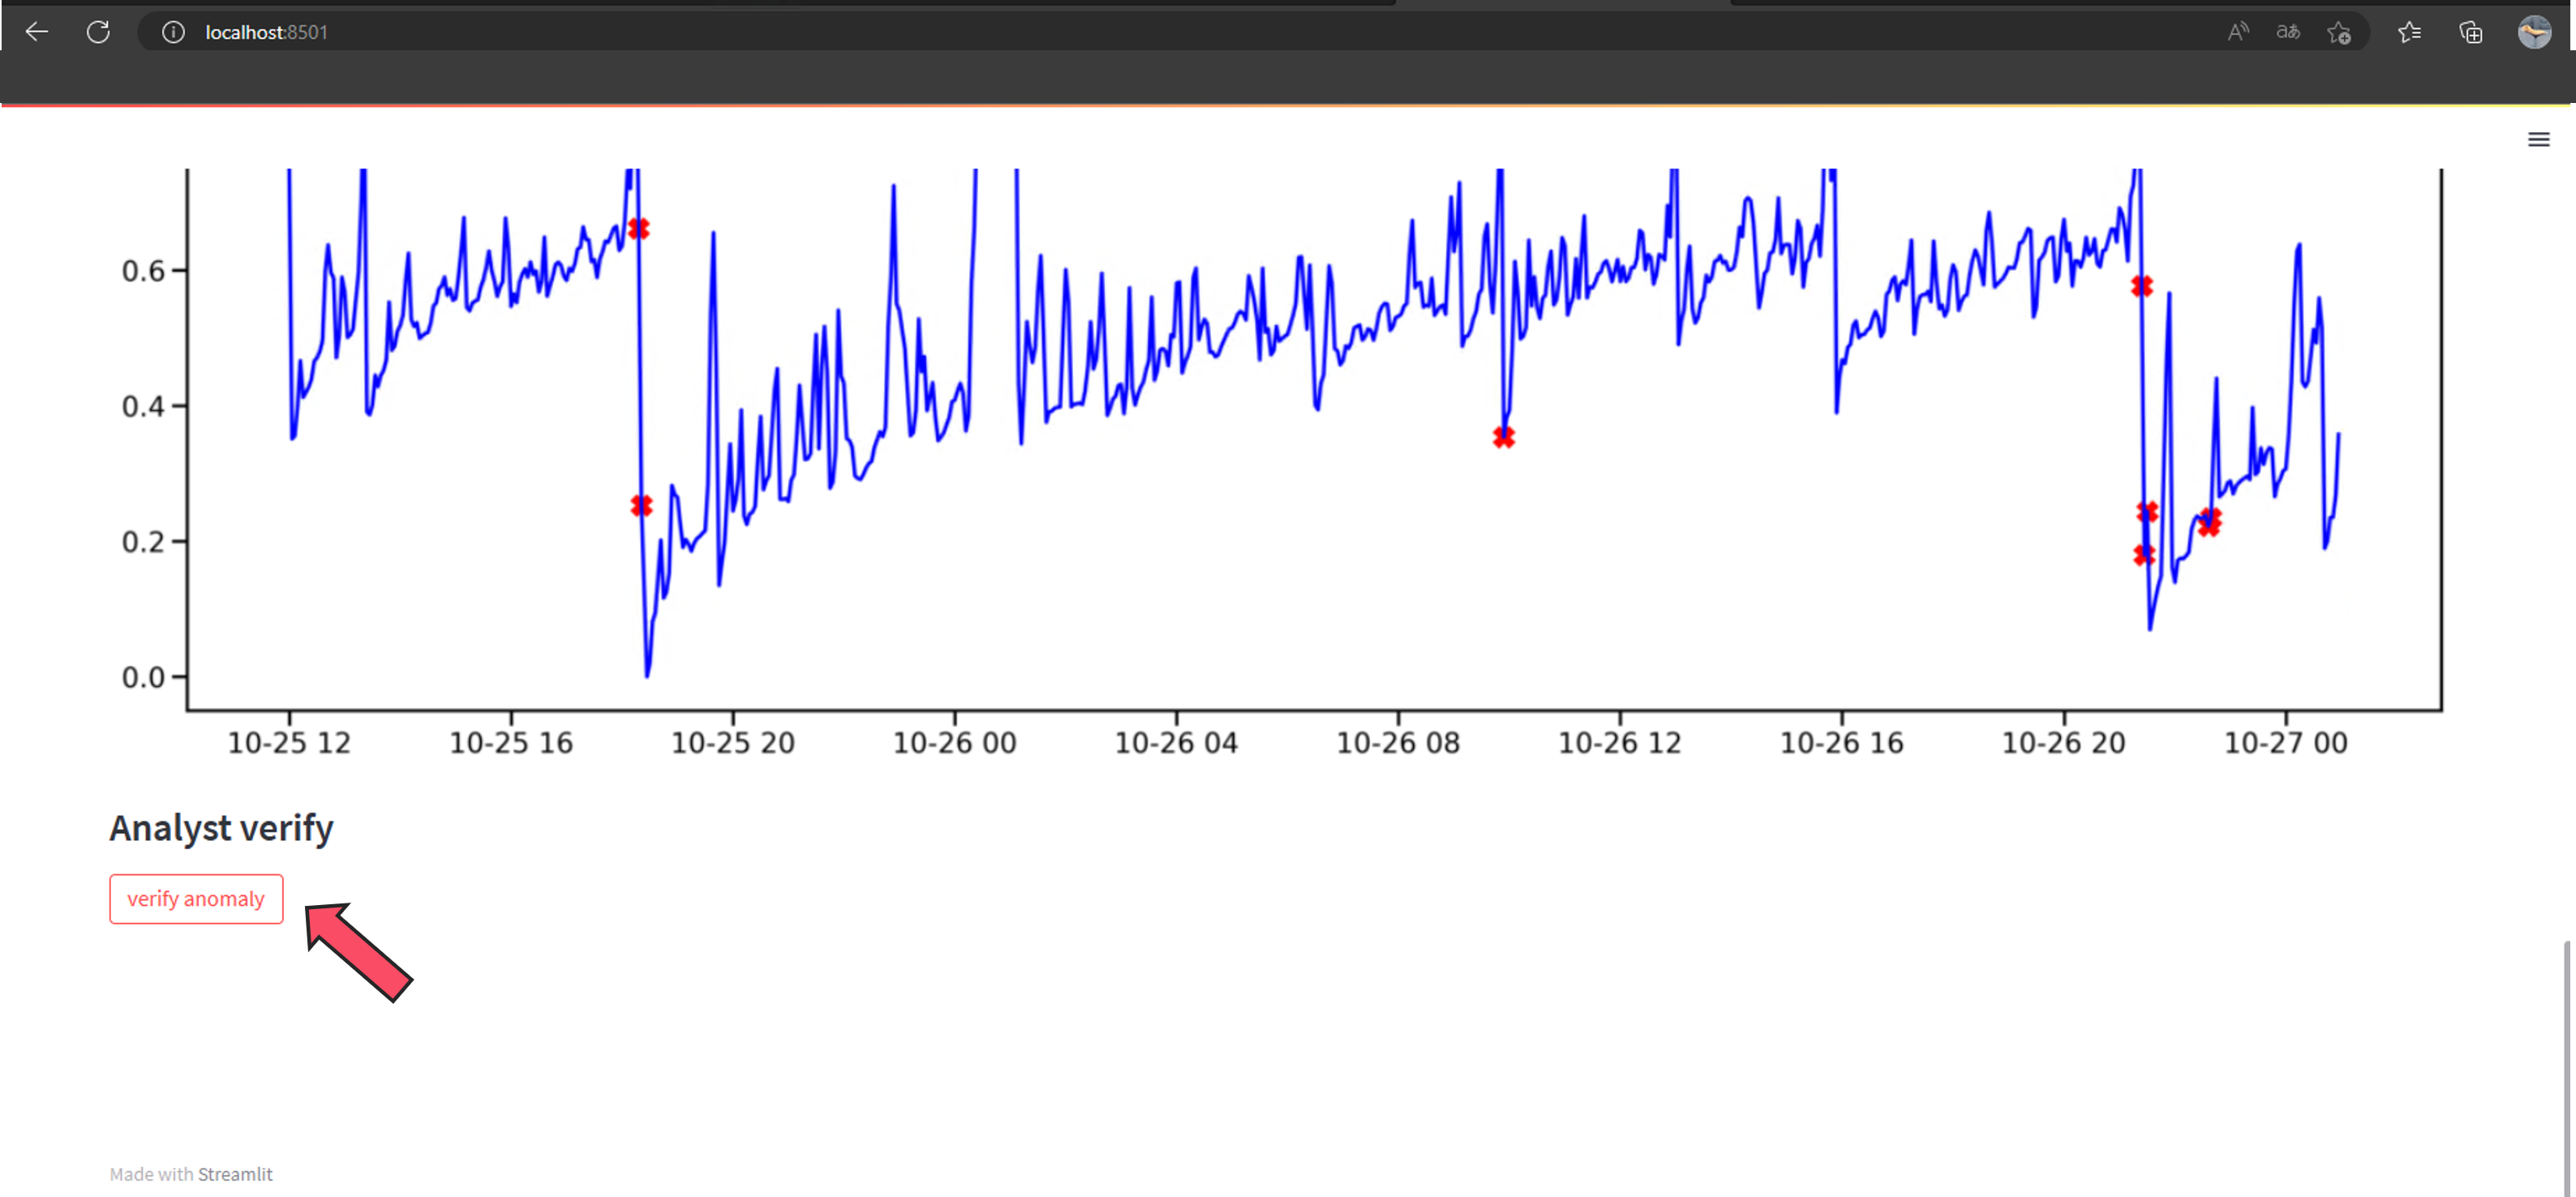 localhost:8501
0.6
0.4
0.2
0.0
10-25 12 10-25 16 10-25 20 10-26 00 10-26 04 10-26 08 10-26 12 10-26 16 10-26 20 10-27 00
Analyst verify
verify anomaly
Made with Streamlit